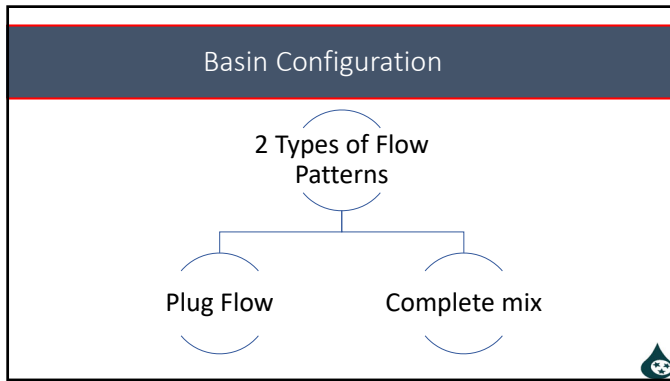 Basin Configuration
2 Types of Flow
Patterns
Plug Flow
Complete mix